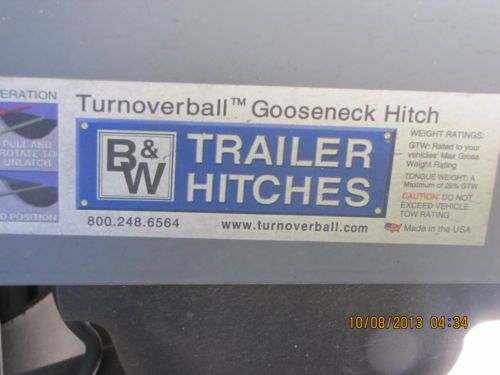 ERATION
PULL AND
ROTATE TO
UNLATCH
D POSITION
Turnoverball™ Gooseneck Hitch
B&W
TRAILER
HITCHES
800.248.6564 www.turnoverball.com
WEIGHT RATINGS:
GTW: Rated to your
vehicles' Max Gross
Weight Rating
TONGUE WEIGHT: A
Maximum of 25% GTW
CAUTION: DO NOT
EXCEED VEHICLE
TOW RATING
Made in the USA
10/08/2013 04:34